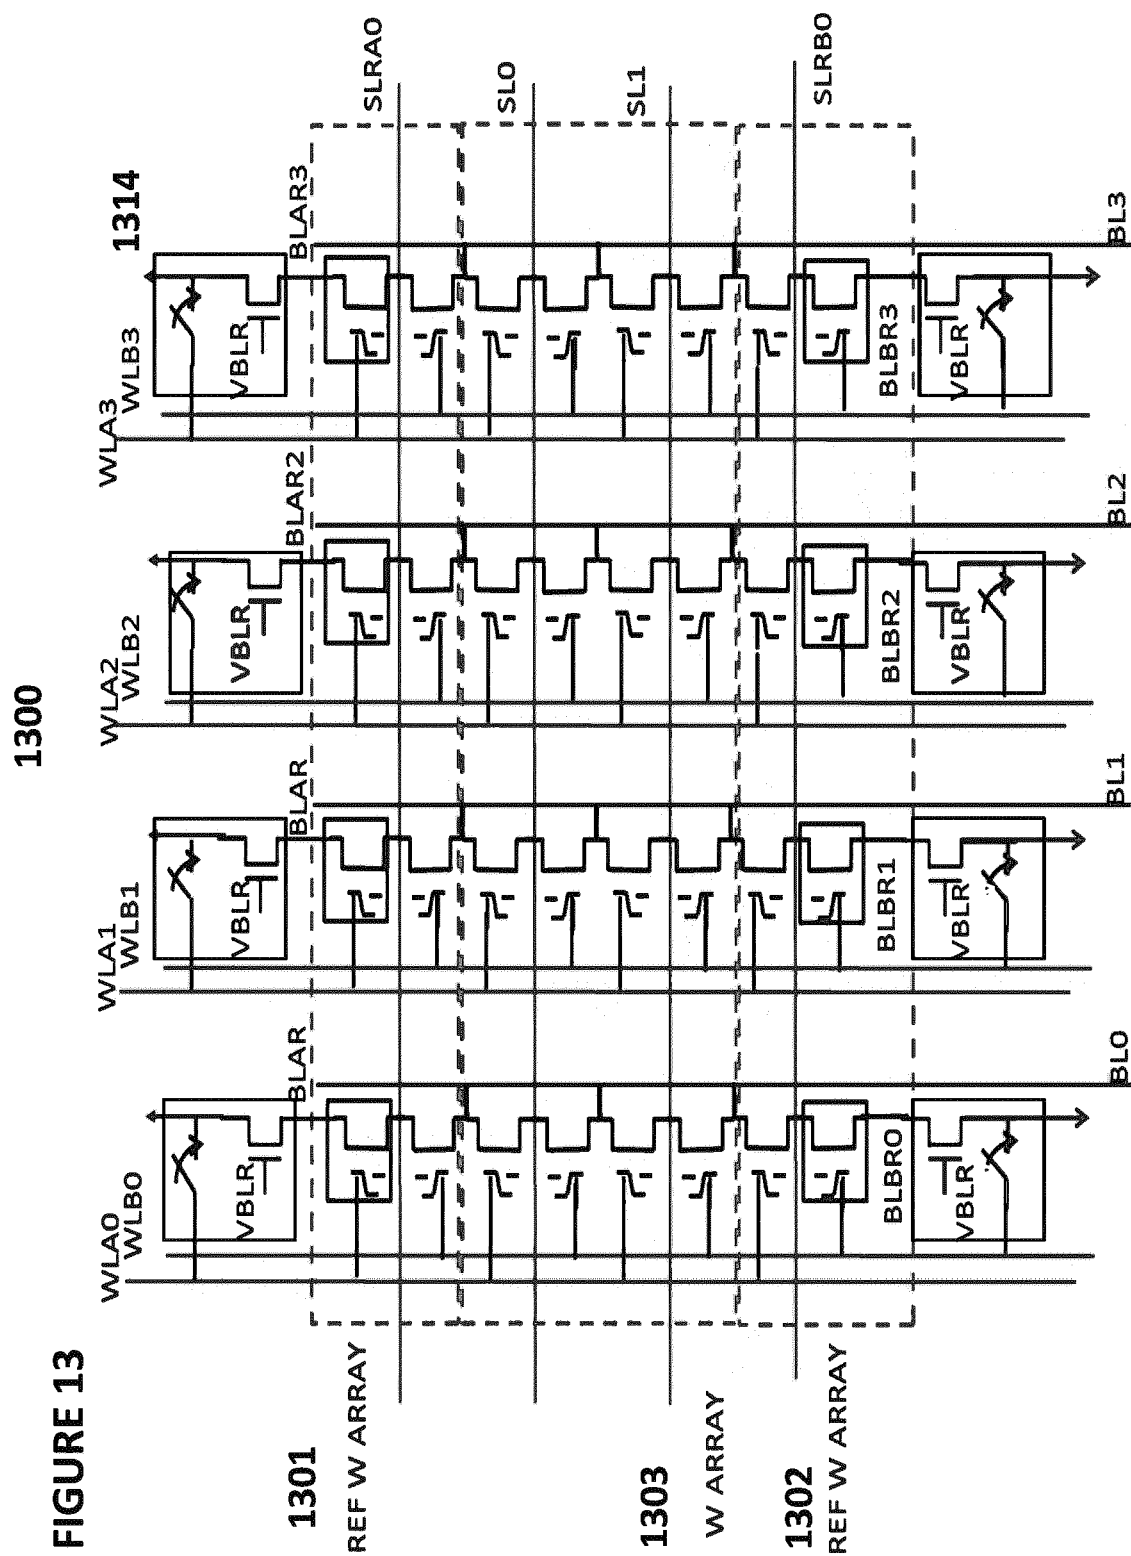 1300
FIGURE 13
WLA0
WLB0
WLA1
WLB1
WLA2
WLB2
WLA3
WLB3
1314
VBLR
VBLR
VBLR
VBLR
BLAR
BLAR
BLAR2
BLAR3
1301
REF W ARRAY
SLRA0
SL0
1303
SL1
W ARRAY
1302
REF W ARRAY
SLRB0
BLBR0
BLBR1
BLBR2
BLBR3
VBLR
VBLR
VBLR
VBLR
BL0
BL1
BL2
BL3